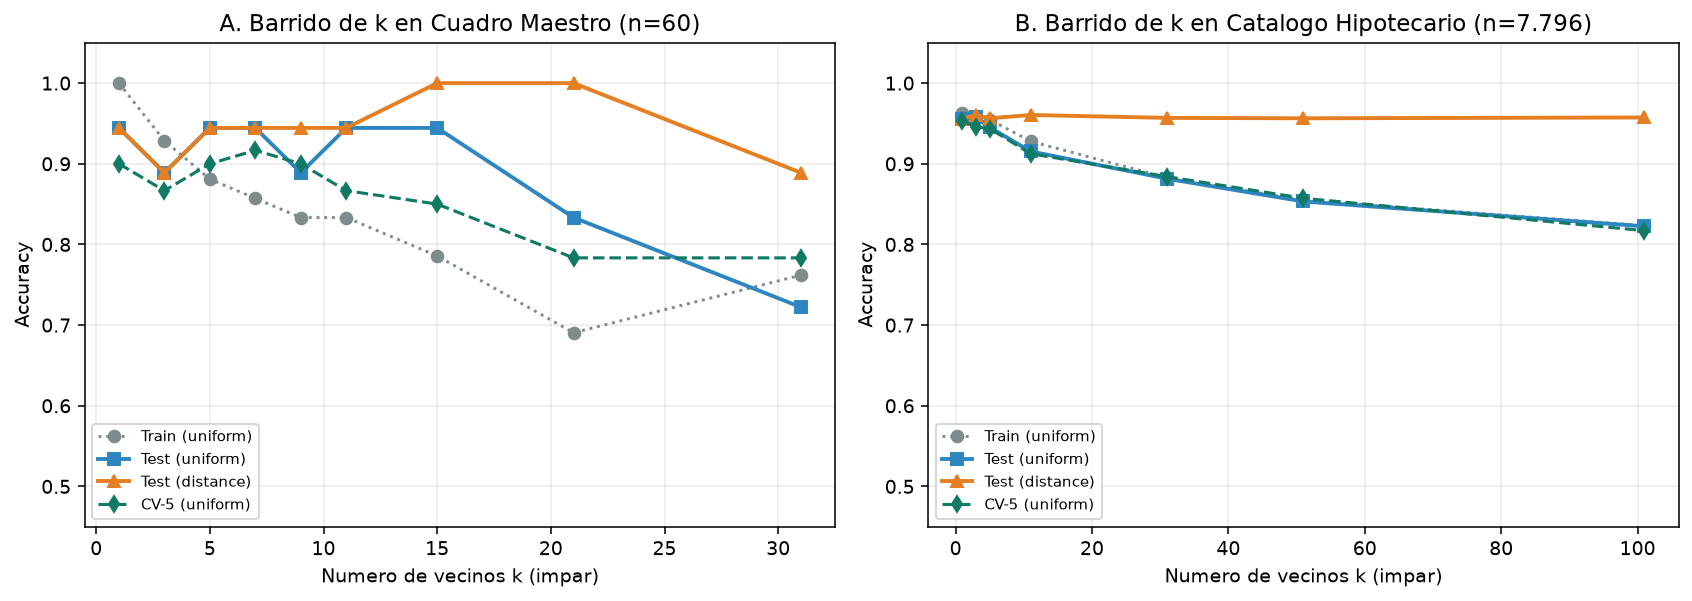 A. Barrido de k en Cuadro Maestro (n=60)
Accuracy
1.0
0.9
0.8
0.7
0.6
0.5
Train (uniform)
Test (uniform)
Test (distance)
CV-5 (uniform)
0 5 10 15 20 25 30
Numero de vecinos k (impar)
B. Barrido de k en Catalogo Hipotecario (n=7.796)
Accuracy
1.0
0.9
0.8
0.7
0.6
0.5
Train (uniform)
Test (uniform)
Test (distance)
CV-5 (uniform)
0 20 40 60 80 100
Numero de vecinos k (impar)